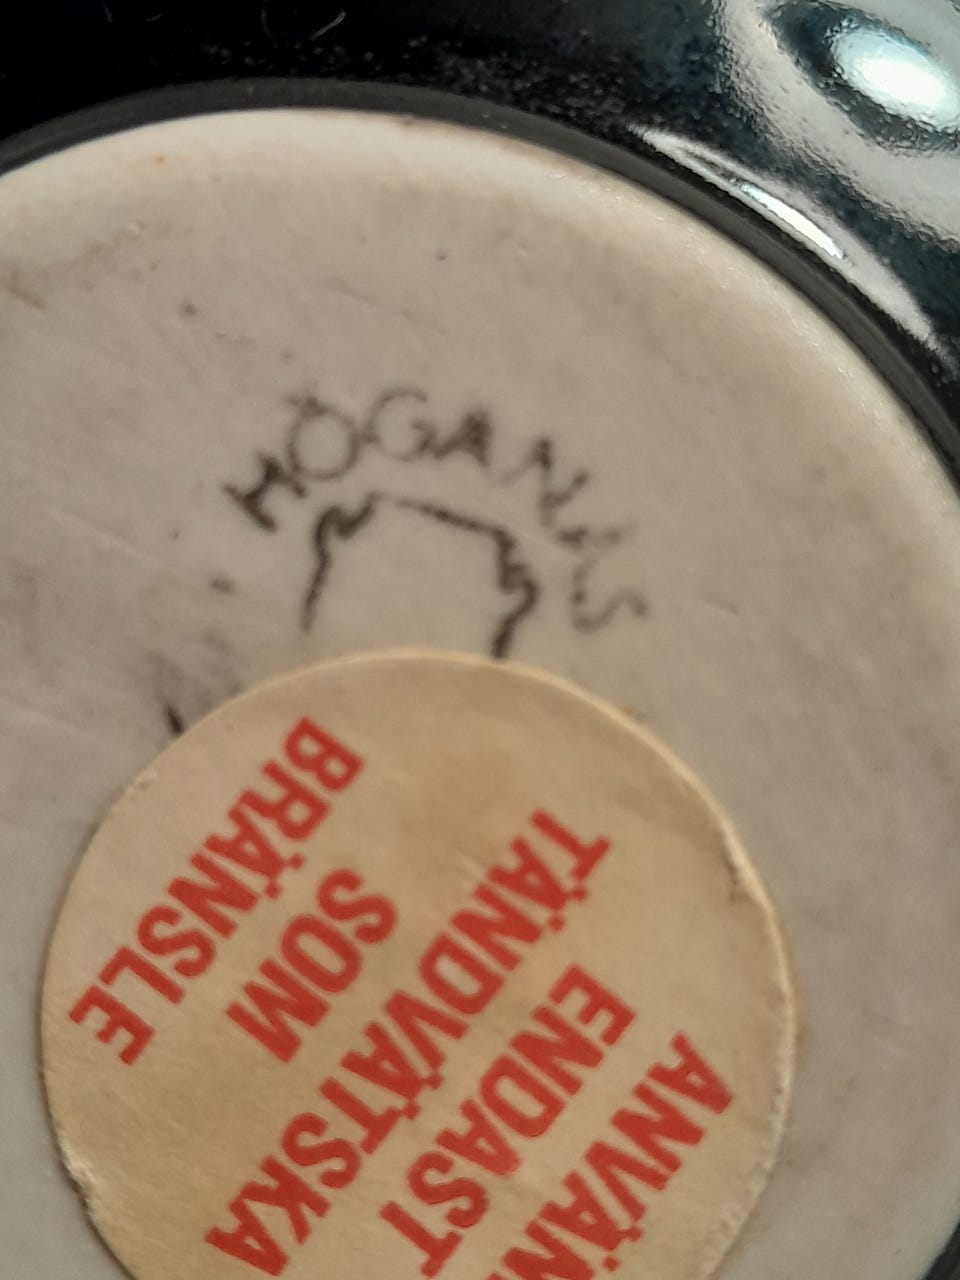 HÖGANÄS
ANVÄN
ENDAST
TÄNDVÄTSKA
SOM
BRÄNSLE